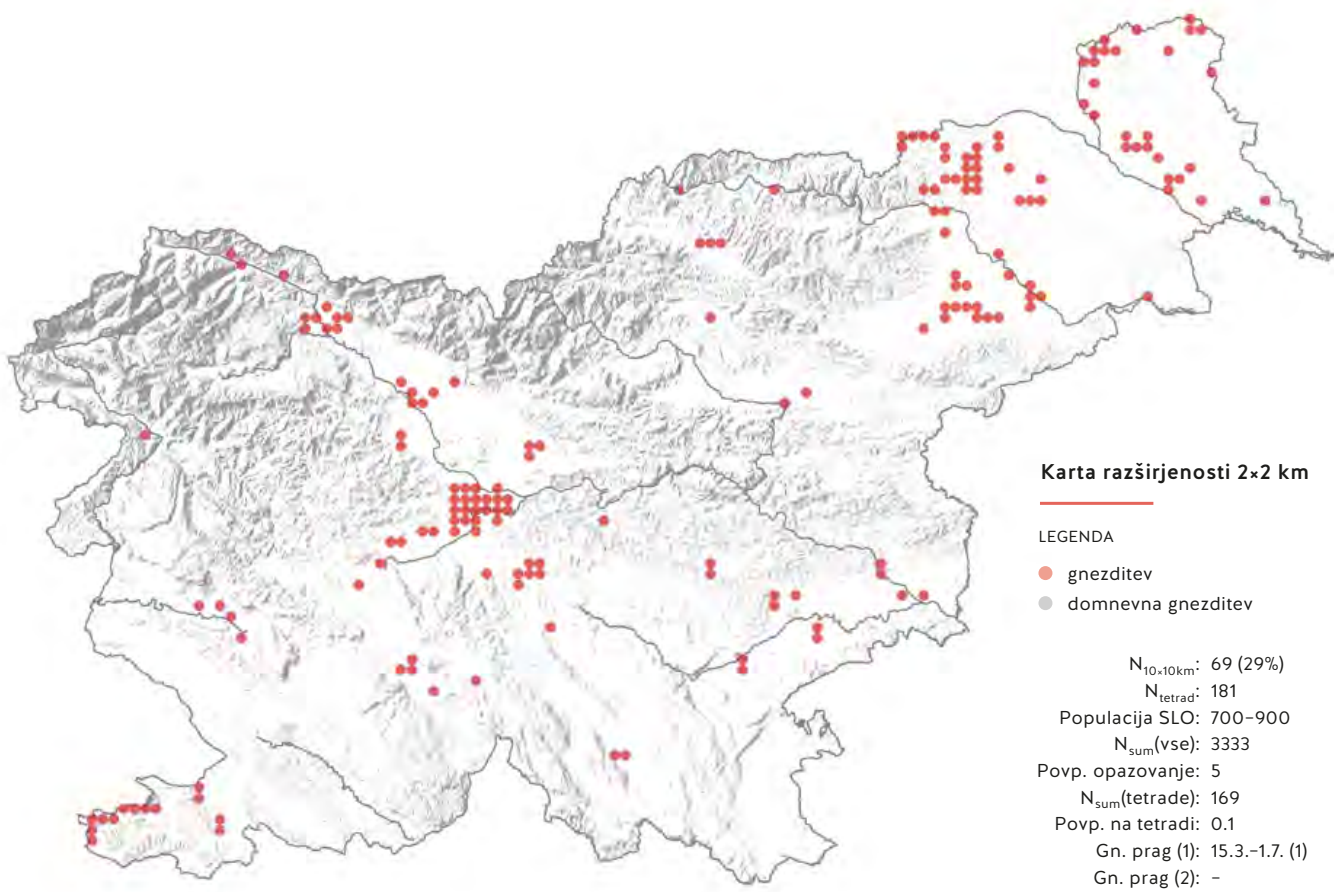 Karta razširjenosti 2×2 km
LEGENDA
gnezditev
domnevna gnezditev
N10×10km: 69 (29%)
Ntetrad: 181
Populacija SLO: 700–900
Nsum(vse): 3333
Povp. opazovanje: 5
Nsum(tetrade): 169
Povp. na tetradi: 0.1
Gn. prag (1): 15.3.–1.7. (1)
Gn. prag (2): –